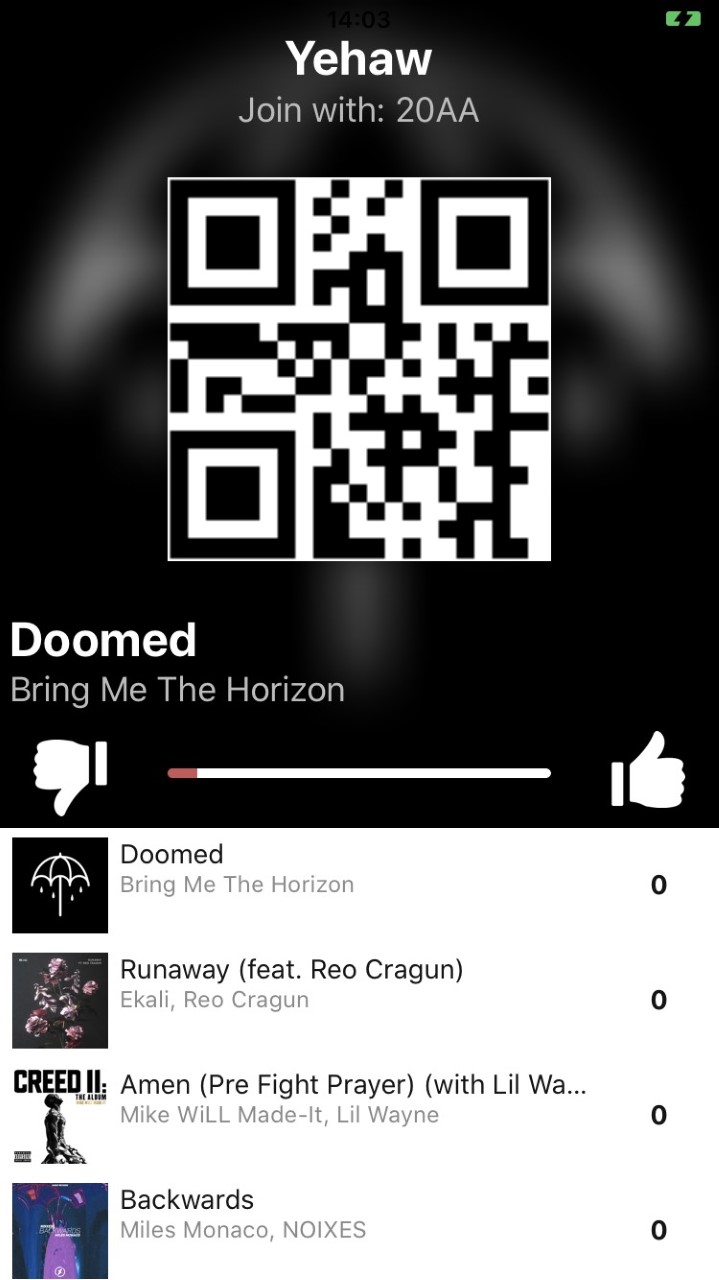 14:03
Yehaw
Join with: 20AA
Doomed
Bring Me The Horizon
Doomed
Bring Me The Horizon
0
Runaway (feat. Reo Cragun)
Ekali, Reo Cragun
0
CREED II:
THE ALBUM
Amen (Pre Fight Prayer) (with Lil Wa...
Mike WiLL Made-It, Lil Wayne
0
BACKWARDS
Backwards
Miles Monaco, NOIXES
0